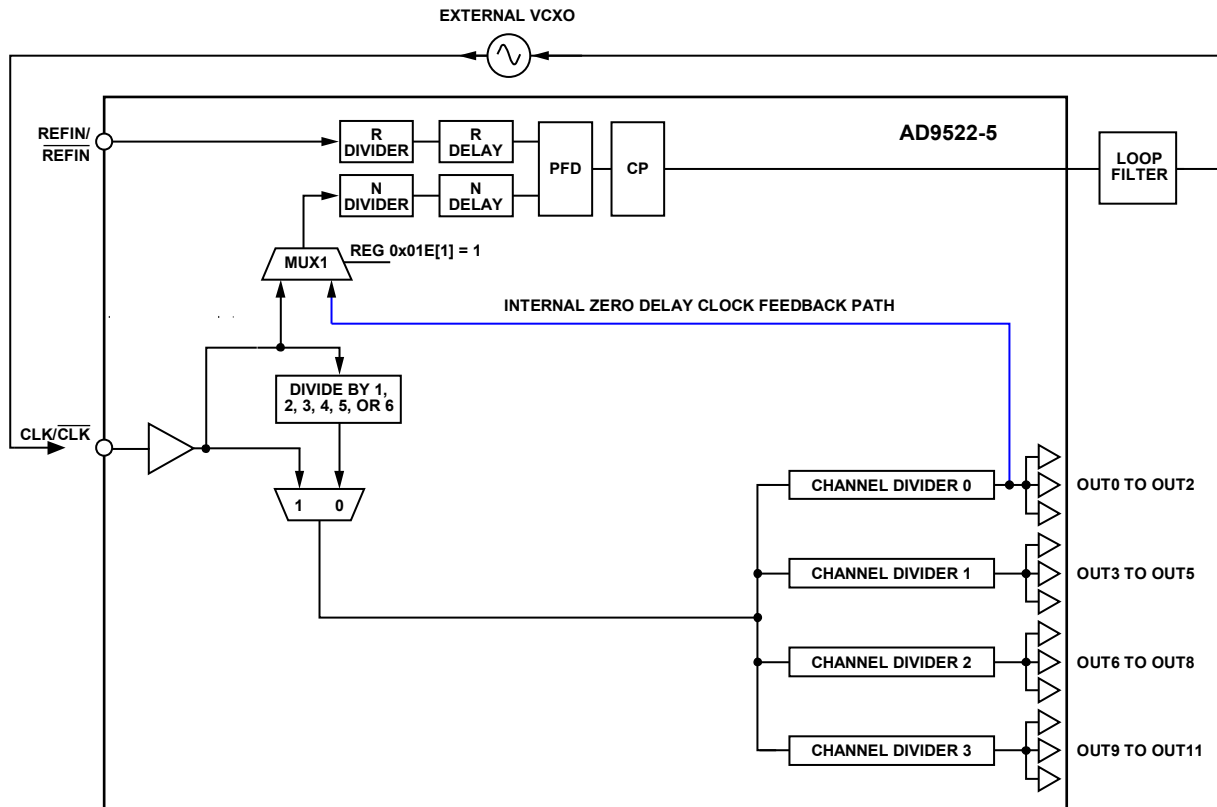 EXTERNAL VCXO
AD9522-5
REFIN/
REFIN
R
DIVIDER
R
DELAY
PFD
CP
LOOP
FILTER
N
DIVIDER
N
DELAY
REG 0x01E[1] = 1
MUX1
INTERNAL ZERO DELAY CLOCK FEEDBACK PATH
DIVIDE BY 1,
2, 3, 4, 5, OR 6
CLK/CLK
1 0
CHANNEL DIVIDER 0
OUT0 TO OUT2
CHANNEL DIVIDER 1
OUT3 TO OUT5
CHANNEL DIVIDER 2
OUT6 TO OUT8
CHANNEL DIVIDER 3
OUT9 TO OUT11